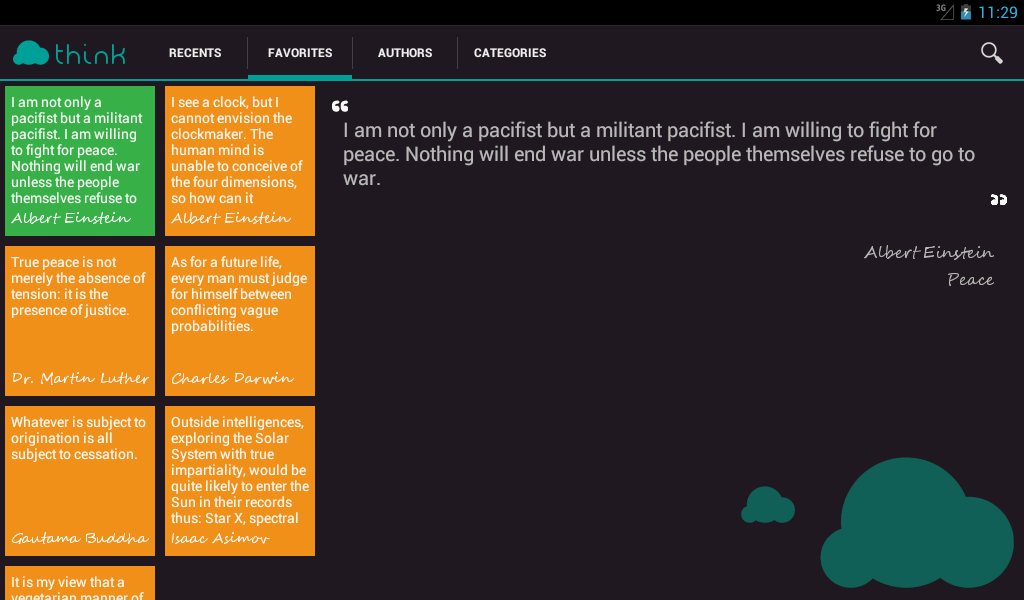 3G 11:29
think RECENTS FAVORITES AUTHORS CATEGORIES
I am not only a
pacifist but a militant
pacifist. I am willing
to fight for peace.
Nothing will end war
unless the people
themselves refuse to
Albert Einstein
I see a clock, but I
cannot envision the
clockmaker. The
human mind is
unable to conceive of
the four dimensions,
so how can it
Albert Einstein
True peace is not
merely the absence of
tension: it is the
presence of justice.
Dr. Martin Luther
As for a future life,
every man must judge
for himself between
conflicting vague
probabilities.
Charles Darwin
Whatever is subject to
origination is all
subject to cessation.
Gautama Buddha
Outside intelligences,
exploring the Solar
System with true
impartiality, would be
quite likely to enter the
Sun in their records
thus: Star X, spectral
Isaac Asimov
It is my view that a
vegetarian manner of
“
I am not only a pacifist but a militant pacifist. I am willing to fight for
peace. Nothing will end war unless the people themselves refuse to go to
war.
”
Albert Einstein
Peace